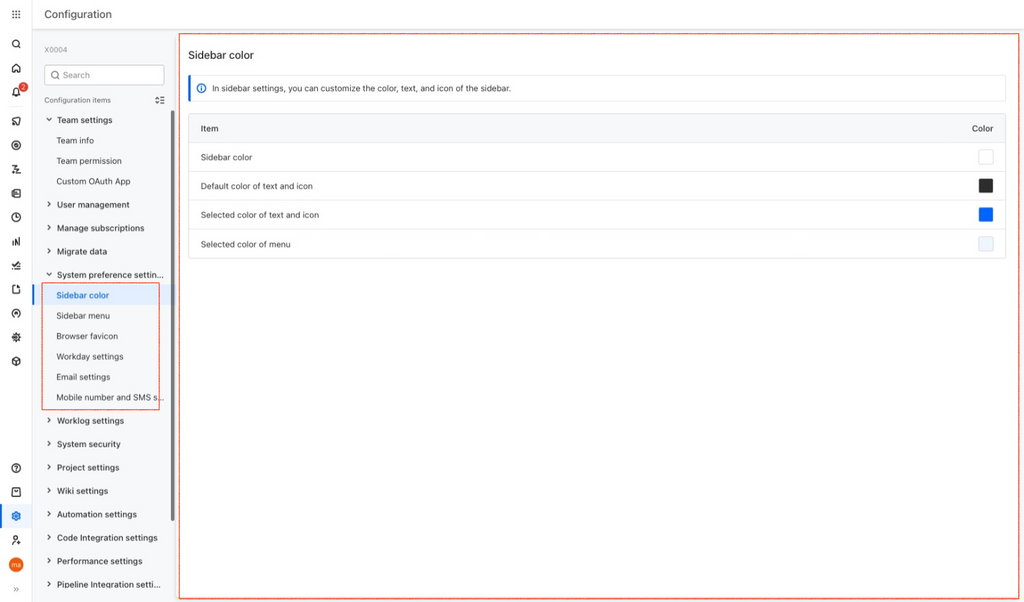 Configuration
X0004
Search
2
Configuration items
Team settings
Team info
Team permission
Custom OAuth App
User management
Manage subscriptions
Migrate data
System preference settin...
Sidebar color
Sidebar menu
Browser favicon
Workday settings
Email settings
Mobile number and SMS s...
Worklog settings
System security
Project settings
Wiki settings
Automation settings
Code Integration settings
Performance settings
Pipeline Integration setti...
ma
Sidebar color
In sidebar settings, you can customize the color, text, and icon of the sidebar.
Item Color
Sidebar color
Default color of text and icon
Selected color of text and icon
Selected color of menu